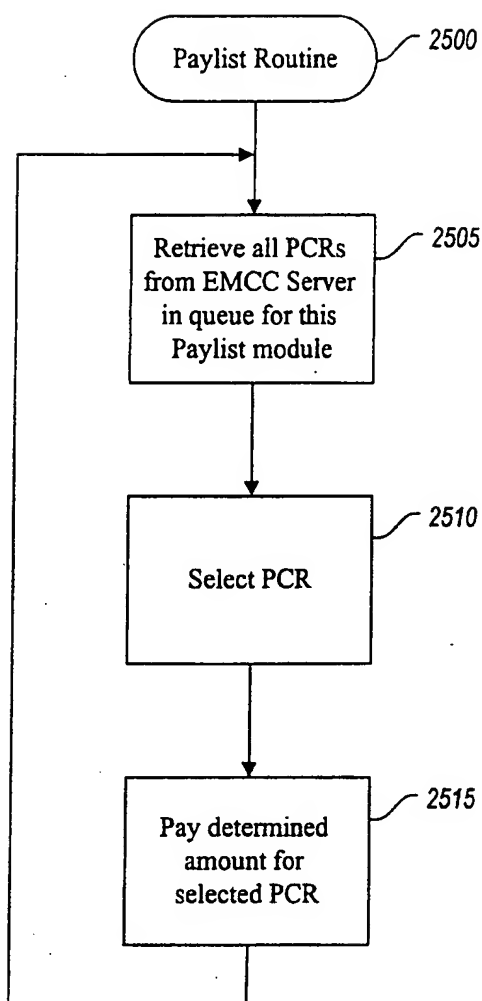 Paylist Routine
2500
Retrieve all PCRs
from EMCC Server
in queue for this
Paylist module
2505
Select PCR
2510
Pay determined
amount for
selected PCR
2515